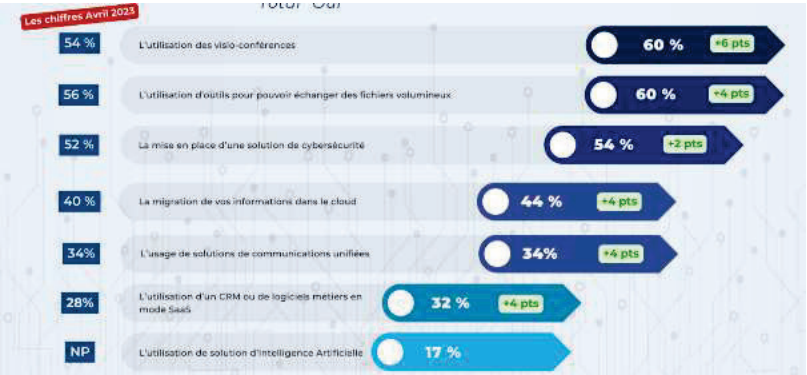 Total "Oui"
Les chiffres Avril 2023
54 % L'utilisation des visio-conférences 60 % +6 pts
56 % L'utilisation d'outils pour pouvoir échanger des fichiers volumineux 60 % +4 pts
52 % La mise en place d'une solution de cybersécurité 54 % +2 pts
40 % La migration de vos informations dans le cloud 44 % +4 pts
34% L'usage de solutions de communications unifiées 34% +4 pts
28% L'utilisation d'un CRM ou de logiciels métiers en
mode SaaS 32 % +4 pts
NP L'utilisation de solution d'Intelligence Artificielle 17 %